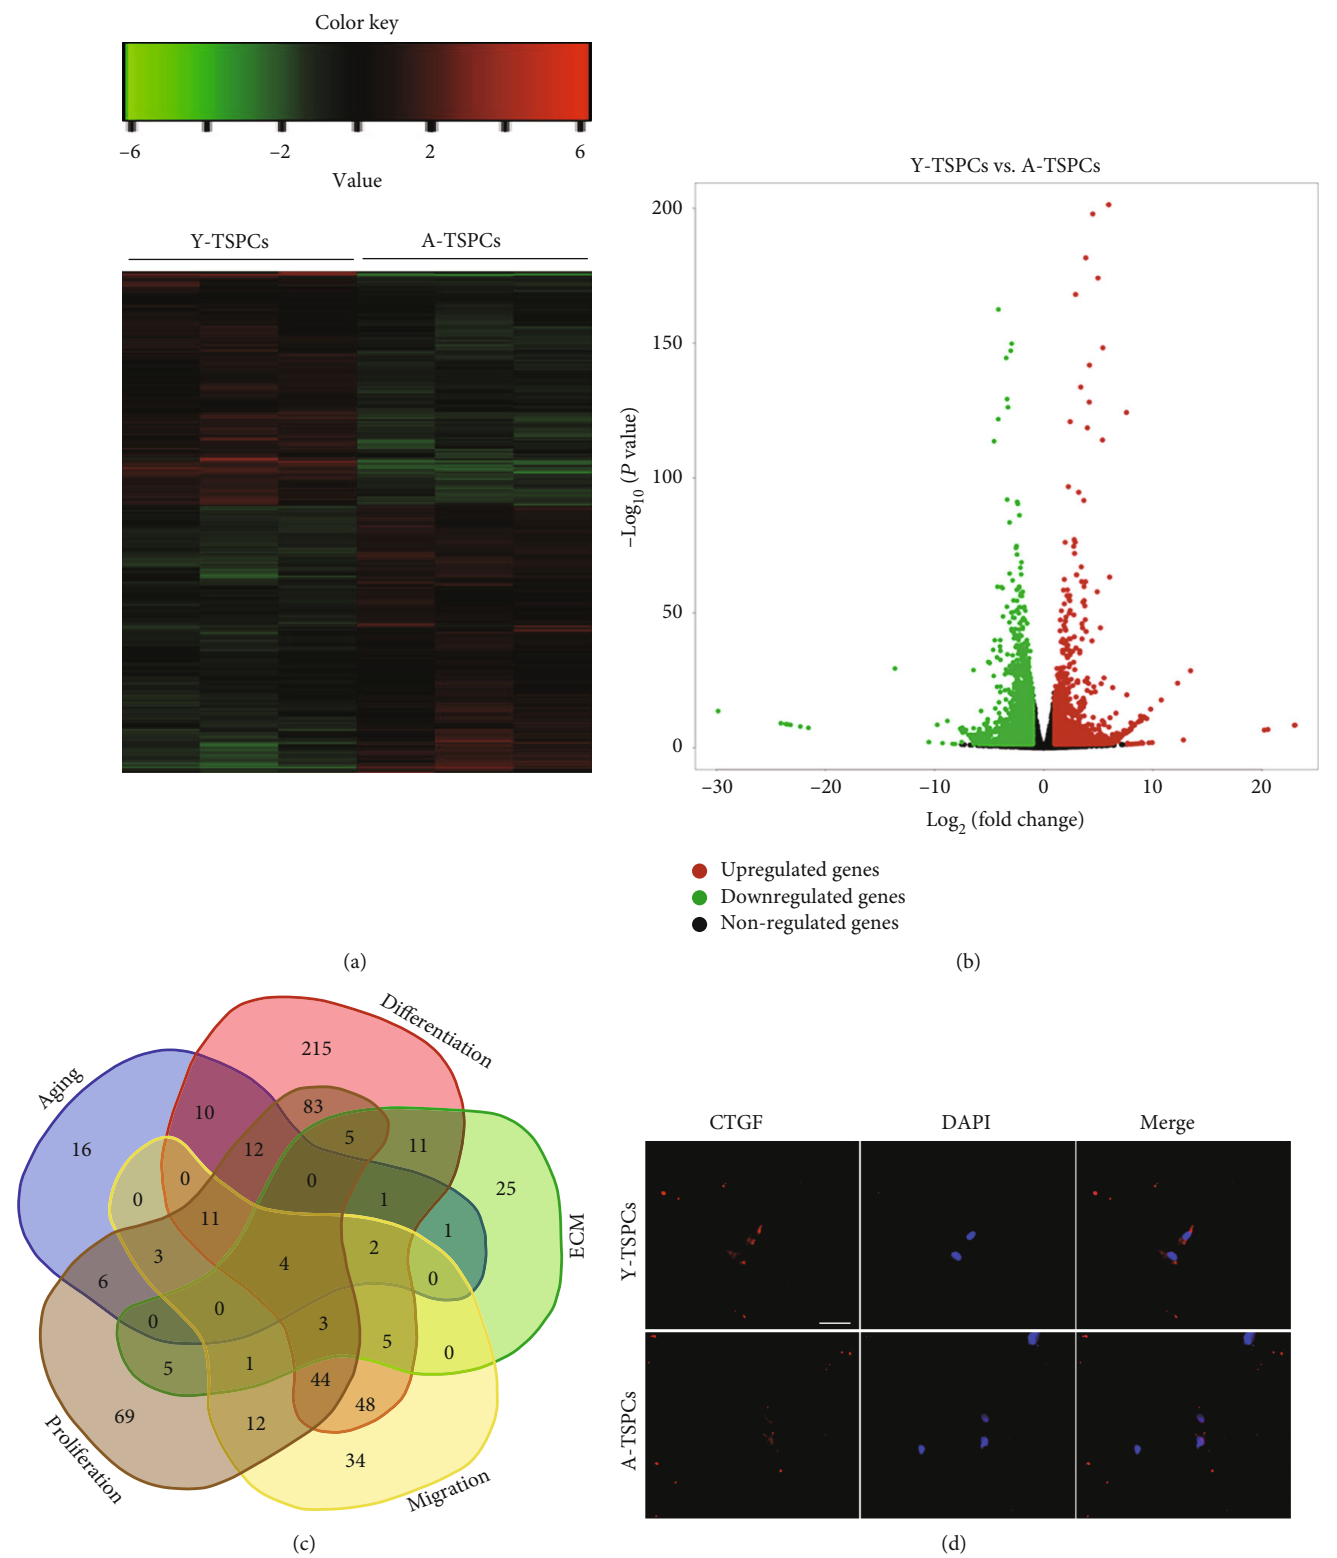 Color key
−6 −2 2 6
Value
Y-TSPCs A-TSPCs
(a)
Y-TSPCs vs. A-TSPCs
−Log10 (P value)
200
150
100
50
0
−30 −20 −10 0 10 20
Log2 (fold change)
Upregulated genes
Downregulated genes
Non-regulated genes
(b)
Differentiation
Aging
ECM
Proliferation
Migration
215
83
10
5
11
12
16
0
0
25
0
1
11
1
3
4
2
6
0
0
0
3
5
0
5
1
44
48
69
12
34
(c)
CTGF DAPI Merge
Y-TSPCs
A-TSPCs
(d)